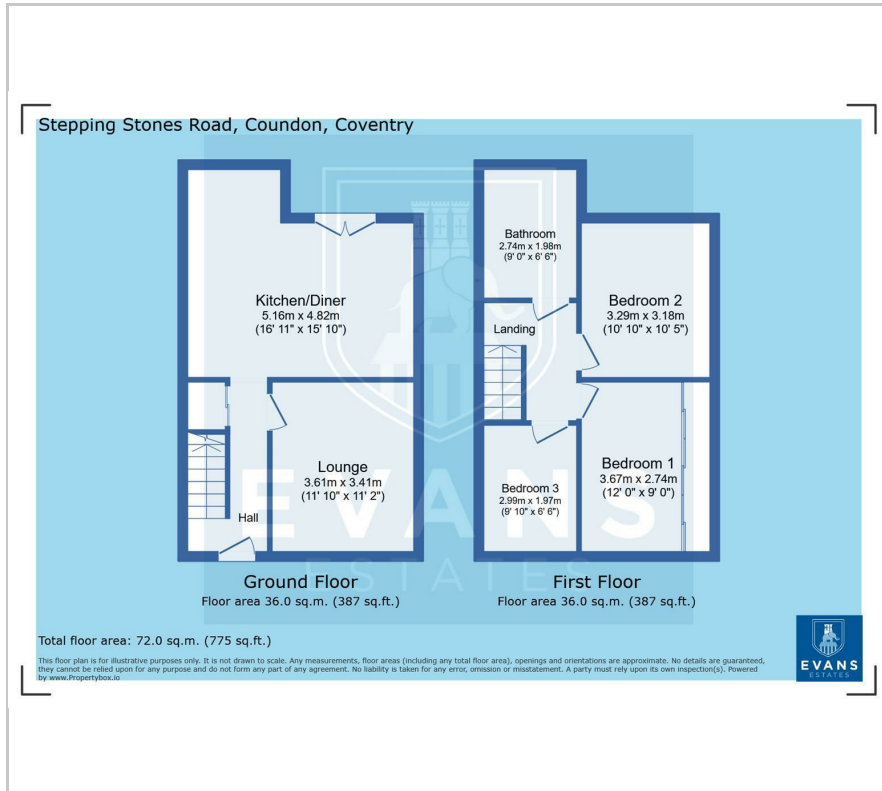 Stepping Stones Road, Coundon, Coventry
Kitchen/Diner
5.16m x 4.82m
(16' 11" x 15' 10")
Lounge
3.61m x 3.41m
(11' 10" x 11' 2")
Hall
Ground Floor
Floor area 36.0 sq.m. (387 sq.ft.)
Bathroom
2.74m x 1.98m
(9' 0" x 6' 6")
Landing
Bedroom 2
3.29m x 3.18m
(10' 10" x 10' 5")
Bedroom 1
3.67m x 2.74m
(12' 0" x 9' 0")
Bedroom 3
2.99m x 1.97m
(9' 10" x 6' 6")
First Floor
Floor area 36.0 sq.m. (387 sq.ft.)
EVANS
ESTATES
Total floor area: 72.0 sq.m. (775 sq.ft.)
This floor plan is for illustrative purposes only. It is not drawn to scale. Any measurements, floor areas (including any total floor area), openings and orientations are approximate. No details are guaranteed,
they cannot be relied upon for any purpose and do not form any part of any agreement. No liability is taken for any error, omission or misstatement. A party must rely upon its own inspection(s). Powered
by www.Propertybox.io
EVANS
ESTATES